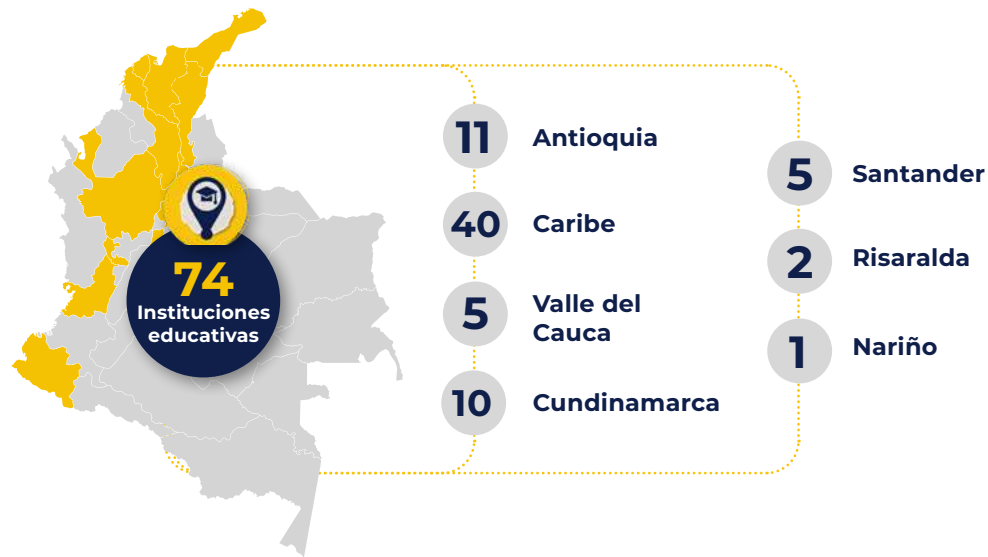 74
Instituciones
educativas
11
Antioquia
40
Caribe
5
Valle del
Cauca
10
Cundinamarca
5
Santander
2
Risaralda
1
Nariño